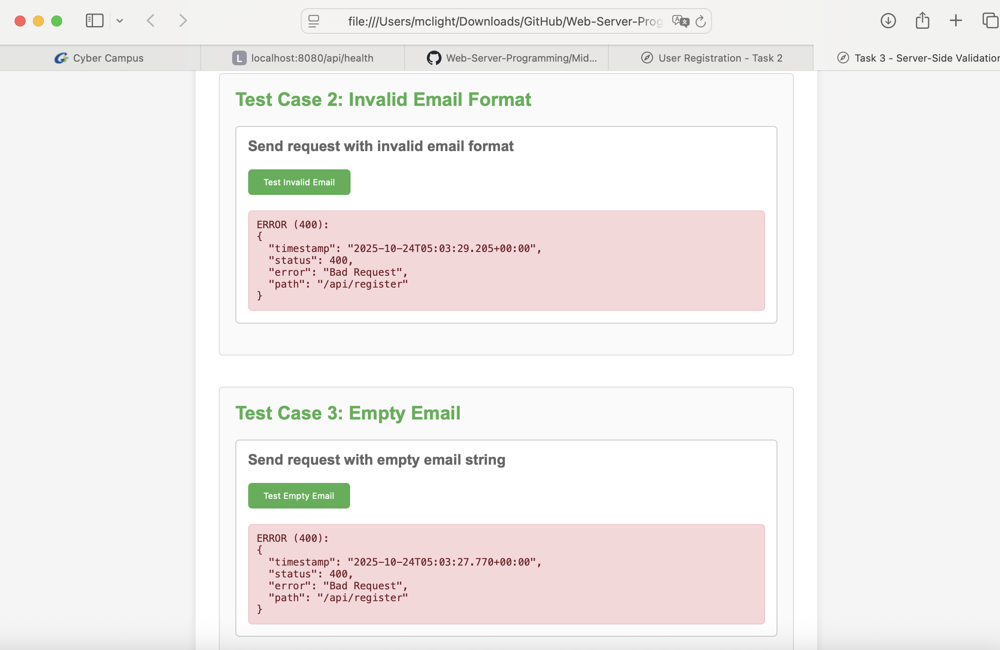 file:///Users/mclight/Downloads/GitHub/Web-Server-Prog
Cyber Campus
L localhost:8080/api/health
Web-Server-Programming/Mid...
User Registration - Task 2
Task 3 - Server-Side Validation
Test Case 2: Invalid Email Format
Send request with invalid email format
Test Invalid Email
ERROR (400):
{
  "timestamp": "2025-10-24T05:03:29.205+00:00",
  "status": 400,
  "error": "Bad Request",
  "path": "/api/register"
}
Test Case 3: Empty Email
Send request with empty email string
Test Empty Email
ERROR (400):
{
  "timestamp": "2025-10-24T05:03:27.770+00:00",
  "status": 400,
  "error": "Bad Request",
  "path": "/api/register"
}